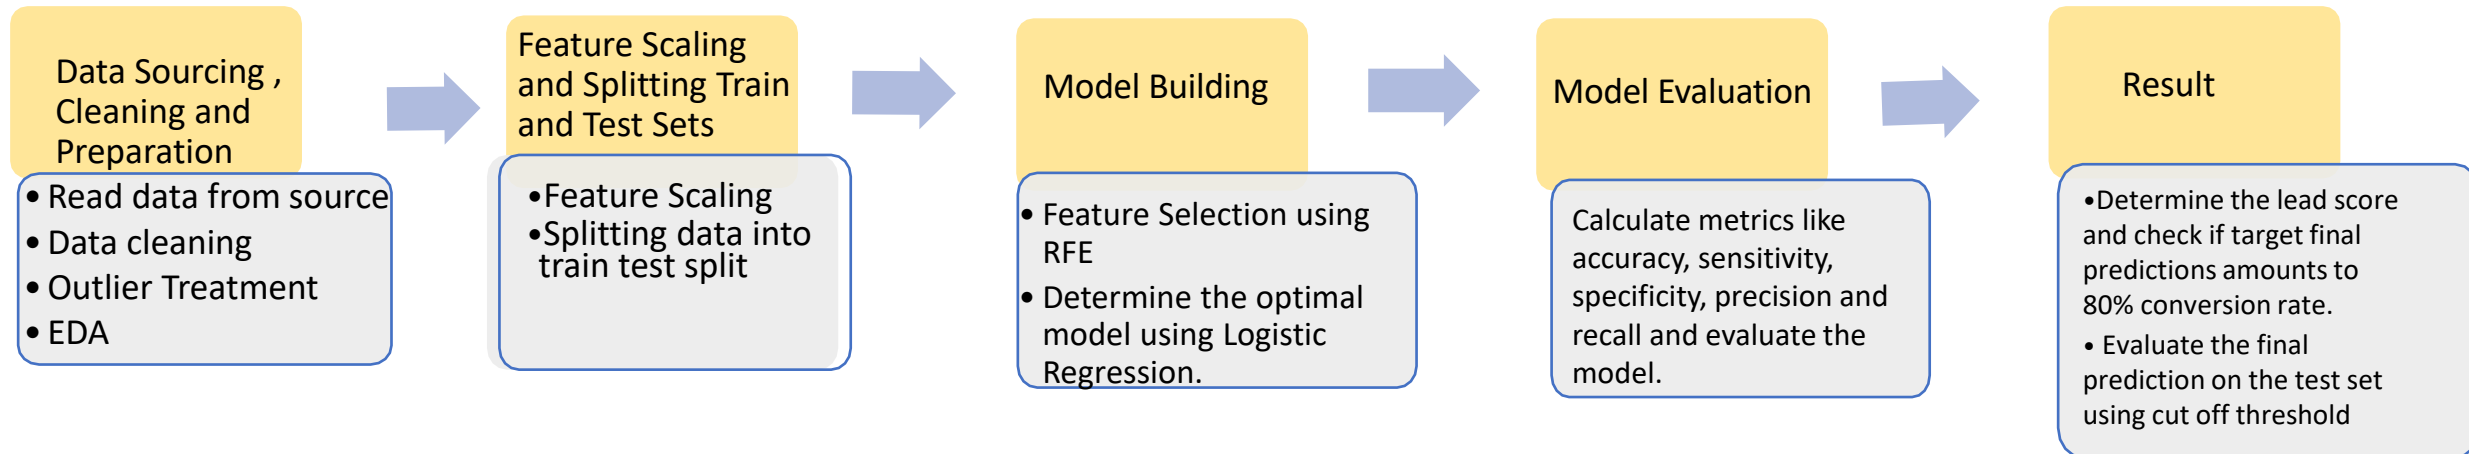 Data Sourcing ,
Cleaning and
Preparation
• Read data from source
• Data cleaning
• Outlier Treatment
• EDA
Feature Scaling
and Splitting Train
and Test Sets
•Feature Scaling
•Splitting data into
train test split
Model Building
• Feature Selection using
RFE
• Determine the optimal
model using Logistic
Regression.
Model Evaluation
Calculate metrics like
accuracy, sensitivity,
specificity, precision and
recall and evaluate the
model.
Result
•Determine the lead score
and check if target final
predictions amounts to
80% conversion rate.
• Evaluate the final
prediction on the test set
using cut off threshold